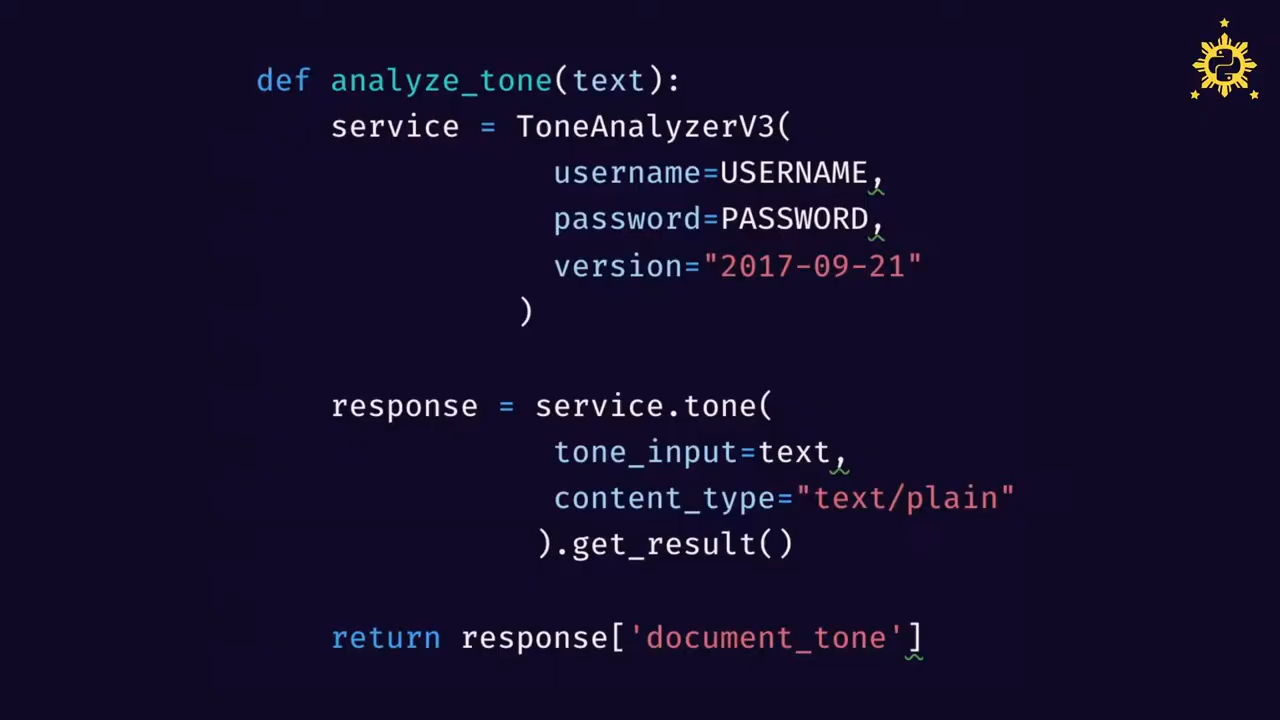 def analyze_tone(text):
service = ToneAnalyzerV3(
username=USERNAME,
password=PASSWORD,
version="2017-09-21"
)
response = service.tone(
tone_input=text,
content_type="text/plain"
).get_result()
return response['document_tone']